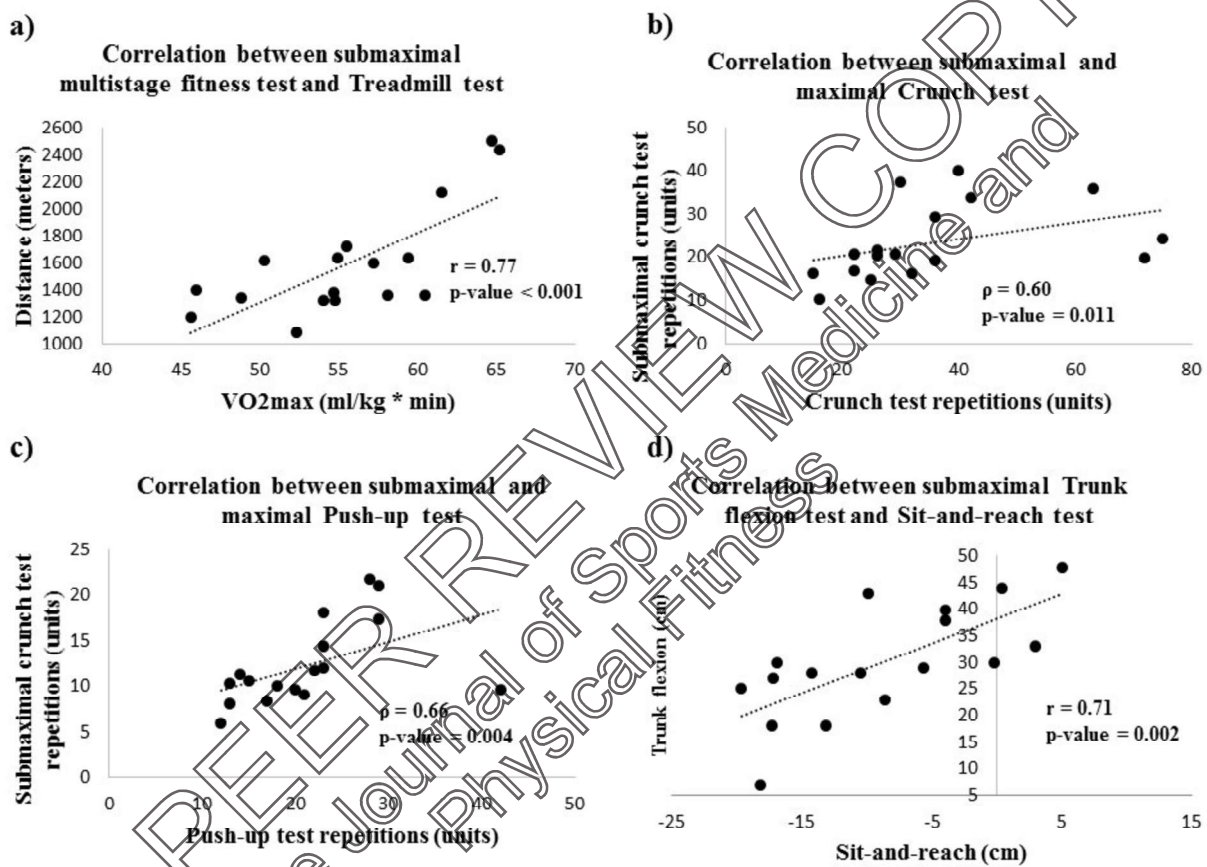 a)
Correlation between submaximal
multistage fitness test and Treadmill test
2600
2400
2200
2000
1800
1600
1400
1200
1000
Distance (meters)
r = 0.77
p-value < 0.001
40 45 50 55 60 65 70
VO2max (ml/kg * min)
b)
Correlation between submaximal and
maximal Crunch test
50
40
30
20
10
0
Submaximal crunch test
repetitions (units)
ρ = 0.60
p-value = 0.011
0 20 40 60 80
Crunch test repetitions (units)
c)
Correlation between submaximal and
maximal Push-up test
25
20
15
10
5
0
Submaximal crunch test
repetitions (units)
ρ = 0.66
p-value = 0.004
0 10 20 30 40 50
Push-up test repetitions (units)
d)
Correlation between submaximal Trunk
flexion test and Sit-and-reach test
50
45
40
35
30
25
20
15
10
5
Trunk flexion (cm)
r = 0.71
p-value = 0.002
-25 -15 -5 5 15
Sit-and-reach (cm)
PEER REVIEW COPY
Journal of Sports Medicine and
Physical Fitness